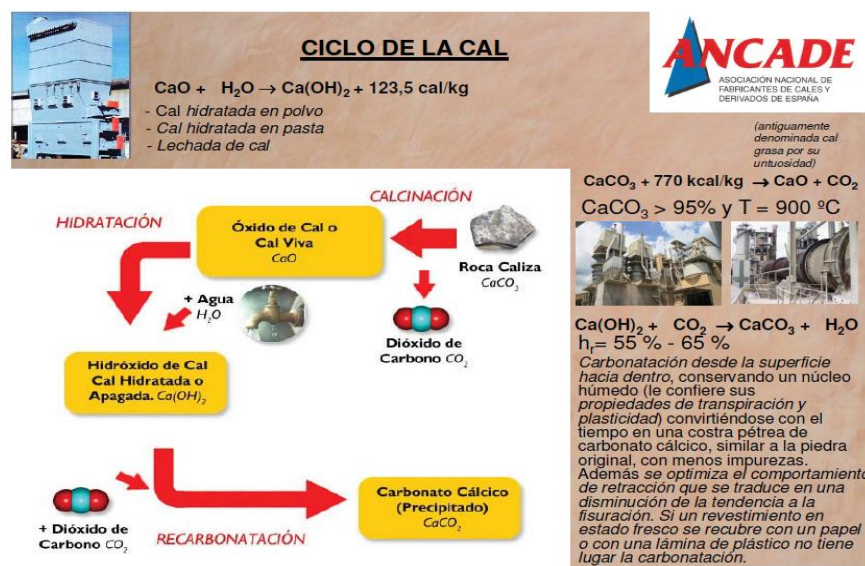 CICLO DE LA CAL
CaO + H₂O → Ca(OH)₂ + 123,5 cal/kg
- Cal hidratada en polvo
- Cal hidratada en pasta
- Lechada de cal
ANCADE
ASOCIACIÓN NACIONAL DE
FABRICANTES DE CALES Y
DERIVADOS DE ESPAÑA
(antiguamente
denominada cal
grasa por su
untuosidad)
CaCO₃ + 770 kcal/kg → CaO + CO₂
CaCO₃ > 95% y T = 900 ºC
CALCINACIÓN
HIDRATACIÓN
Óxido de Cal o
Cal Viva
CaO
Roca Caliza
CaCO₃
+ Agua
H₂O
Dióxido de
Carbono CO₂
Hidróxido de Cal
Cal Hidratada o
Apagada. Ca(OH)₂
+ Dióxido de
Carbono CO₂
RECARBONATACIÓN
Carbonato Cálcico
(Precipitado)
CaCO₂
Ca(OH)₂ + CO₂ → CaCO₃ + H₂O
hᵣ= 55 % - 65 %
Carbonatación desde la superficie
hacia dentro, conservando un núcleo
húmedo (le confiere sus
propiedades de transpiración y
plasticidad) convirtiéndose con el
tiempo en una costra pétrea de
carbonato cálcico, similar a la piedra
original, con menos impurezas.
Además se optimiza el comportamiento
de retracción que se traduce en una
disminución de la tendencia a la
fisuración. Si un revestimiento en
estado fresco se recubre con un papel
o con una lámina de plástico no tiene
lugar la carbonatación.